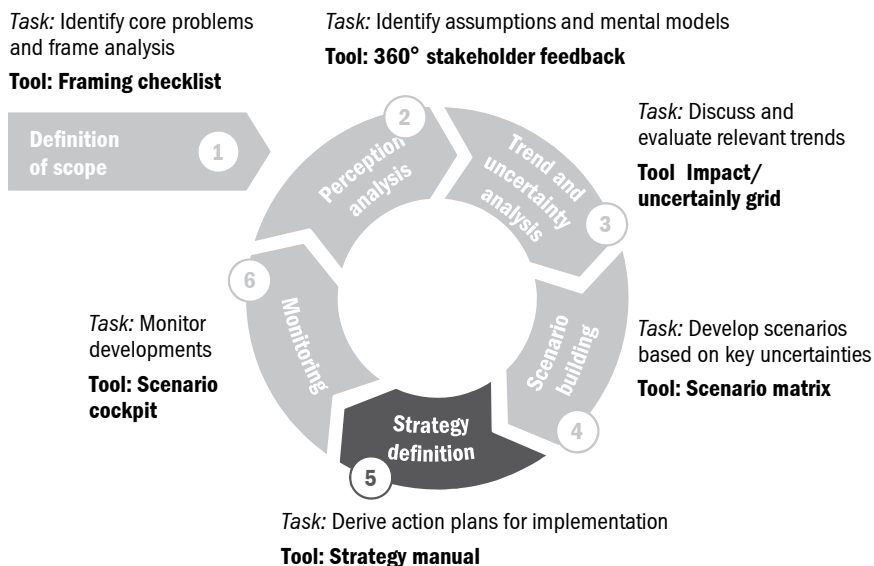 Task: Identify core problems
and frame analysis
Tool: Framing checklist
Task: Identify assumptions and mental models
Tool: 360° stakeholder feedback
Definition
of scope
1
2
Perception
analysis
Trend and
uncertainty
analysis
3
Task: Discuss and
evaluate relevant trends
Tool Impact/
uncertainly grid
Scenario
building
4
Task: Develop scenarios
based on key uncertainties
Tool: Scenario matrix
Strategy
definition
5
Task: Derive action plans for implementation
Tool: Strategy manual
6
Monitoring
Task: Monitor
developments
Tool: Scenario
cockpit